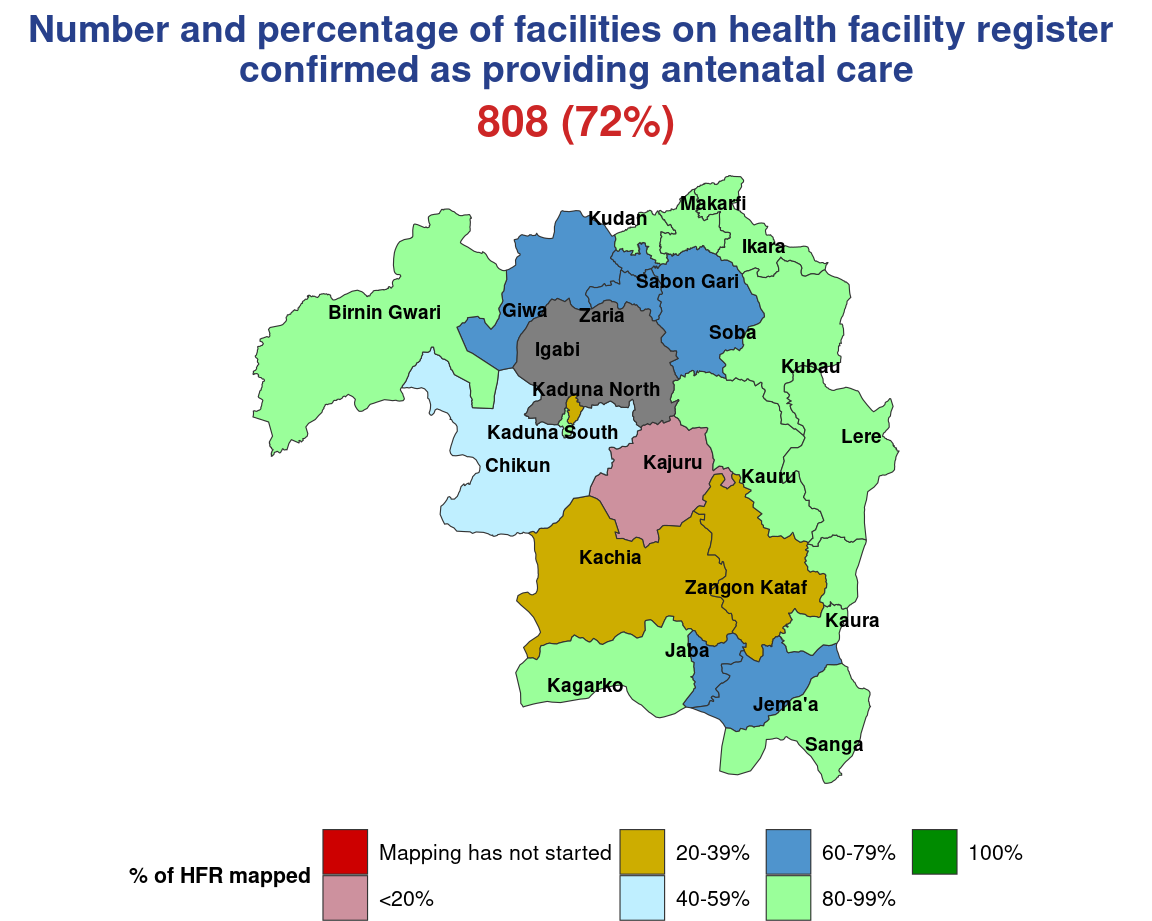 Number and percentage of facilities on health facility register
confirmed as providing antenatal care
808 (72%)
Makarfi
Kudan
Ikara
Sabon Gari
Birnin Gwari
Giwa
Zaria
Soba
Igabi
Kubau
Kaduna North
Kaduna South
Lere
Chikun
Kajuru
Kauru
Kachia
Zangon Kataf
Kaura
Jaba
Kagarko
Jema'a
Sanga
% of HFR mapped
Mapping has not started
<20%
20-39%
40-59%
60-79%
80-99%
100%